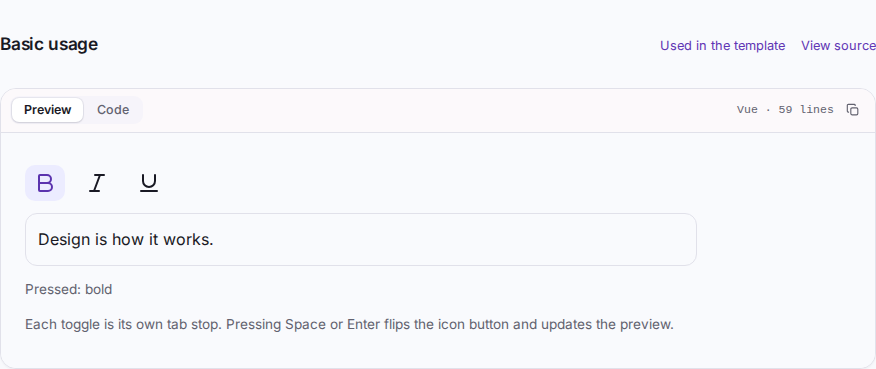 Basic usage
Used in the template View source
Preview Code
Vue · 59 lines
B I U
Design is how it works.
Pressed: bold
Each toggle is its own tab stop. Pressing Space or Enter flips the icon button and updates the preview.